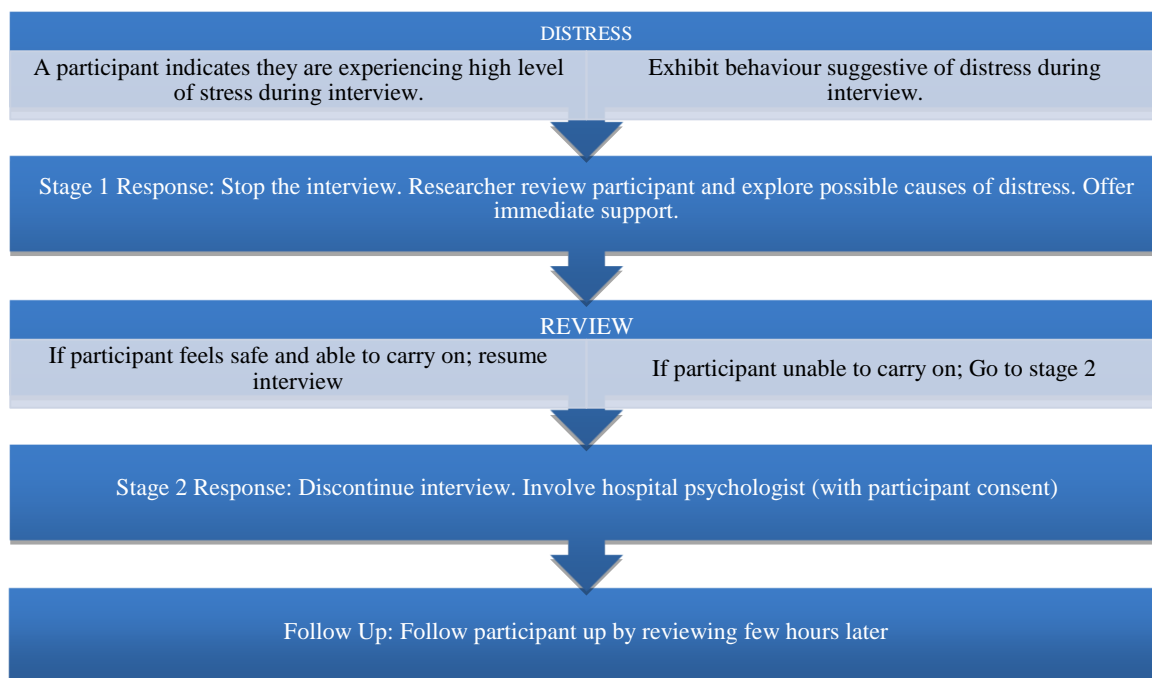 DISTRESS
A participant indicates they are experiencing high level
of stress during interview.
Exhibit behaviour suggestive of distress during
interview.
Stage 1 Response: Stop the interview. Researcher review participant and explore possible causes of distress. Offer
immediate support.
REVIEW
If participant feels safe and able to carry on; resume
interview
If participant unable to carry on; Go to stage 2
Stage 2 Response: Discontinue interview. Involve hospital psychologist (with participant consent)
Follow Up: Follow participant up by reviewing few hours later